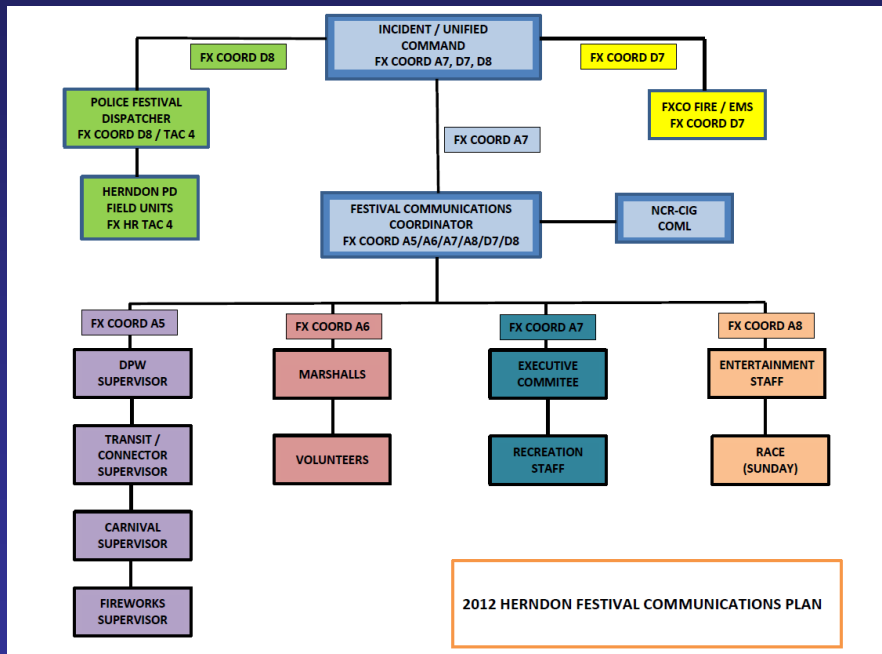 INCIDENT / UNIFIED
COMMAND
FX COORD A7, D7, D8
FX COORD D8
FX COORD D7
POLICE FESTIVAL
DISPATCHER
FX COORD D8 / TAC 4
FXCO FIRE / EMS
FX COORD D7
FX COORD A7
HERNDON PD
FIELD UNITS
FX HR TAC 4
FESTIVAL COMMUNICATIONS
COORDINATOR
FX COORD A5/A6/A7/A8/D7/D8
NCR-CIG
COML
FX COORD A5
DPW
SUPERVISOR
TRANSIT /
CONNECTOR
SUPERVISOR
CARNIVAL
SUPERVISOR
FIREWORKS
SUPERVISOR
FX COORD A6
MARSHALLS
VOLUNTEERS
FX COORD A7
EXECUTIVE
COMMITEE
RECREATION
STAFF
FX COORD A8
ENTERTAINMENT
STAFF
RACE
(SUNDAY)
2012 HERNDON FESTIVAL COMMUNICATIONS PLAN